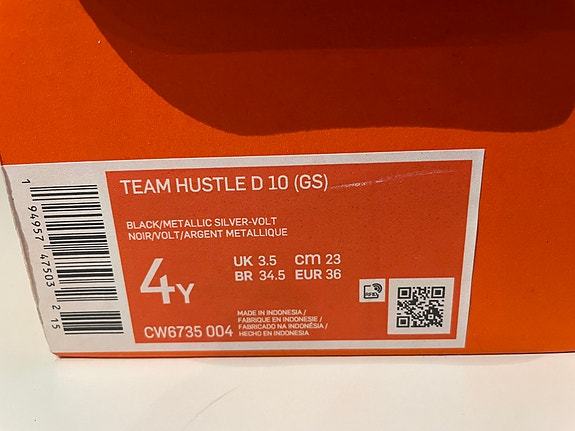 TEAM HUSTLE D 10 (GS)
BLACK/METALLIC SILVER-VOLT
NOIR/VOLT/ARGENT METALLIQUE
4Y
UK 3.5 cm 23
BR 34.5 EUR 36
RFID
CW6735 004
MADE IN INDONESIA/
FABRIQUE EN INDONESIE/
FABRICADO NA INDONÉSIA/
HECHO EN INDONESIA
1 94957 47503 2 15